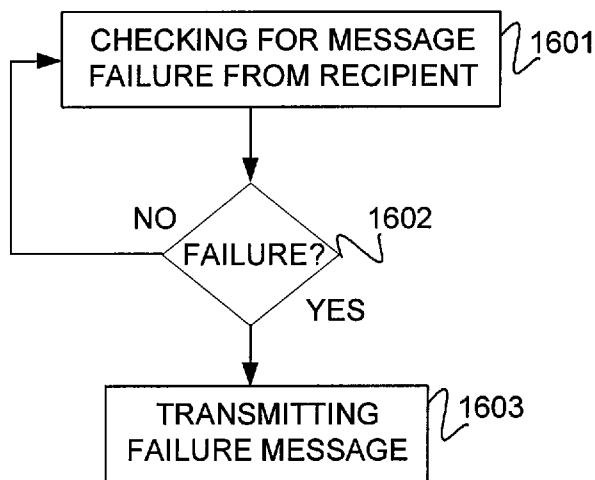 CHECKING FOR MESSAGE
FAILURE FROM RECIPIENT
1601
NO
FAILURE?
1602
YES
TRANSMITTING
FAILURE MESSAGE
1603